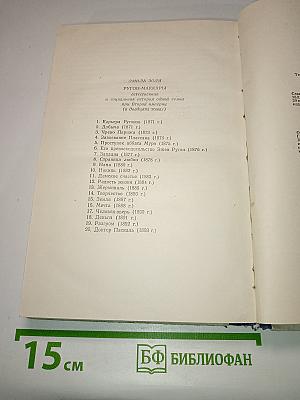 ЭМИЛЬ ЗОЛЯ
РУГОН-МАККАРЫ
естественная
и социальная история одной семьи
при Второй империи
(в двадцати томах)
1. Карьера Ругонов (1871 г.)
2. Добыча (1871 г.)
3. Чрево Парижа (1873 г.)
4. Завоевание Плассана (1874 г.)
5. Проступок аббата Муре (1875 г.)
6. Его превосходительство Эжен Ругон (1876 г.)
7. Западня (1877 г.)
8. Страница любви (1878 г.)
9. Нана (1880 г.)
10. Накипь (1882 г.)
11. Дамское счастье (1883 г.)
12. Радость жизни (1884 г.)
13. Жерминаль (1885 г.)
14. Творчество (1886 г.)
15. Земля (1887 г.)
16. Мечта (1888 г.)
17. Человек-зверь (1890 г.)
18. Деньги (1891 г.)
19. Разгром (1892 г.)
20. Доктор Паскаль (1893 г.)
15 см
БФ БИБЛИОФАН